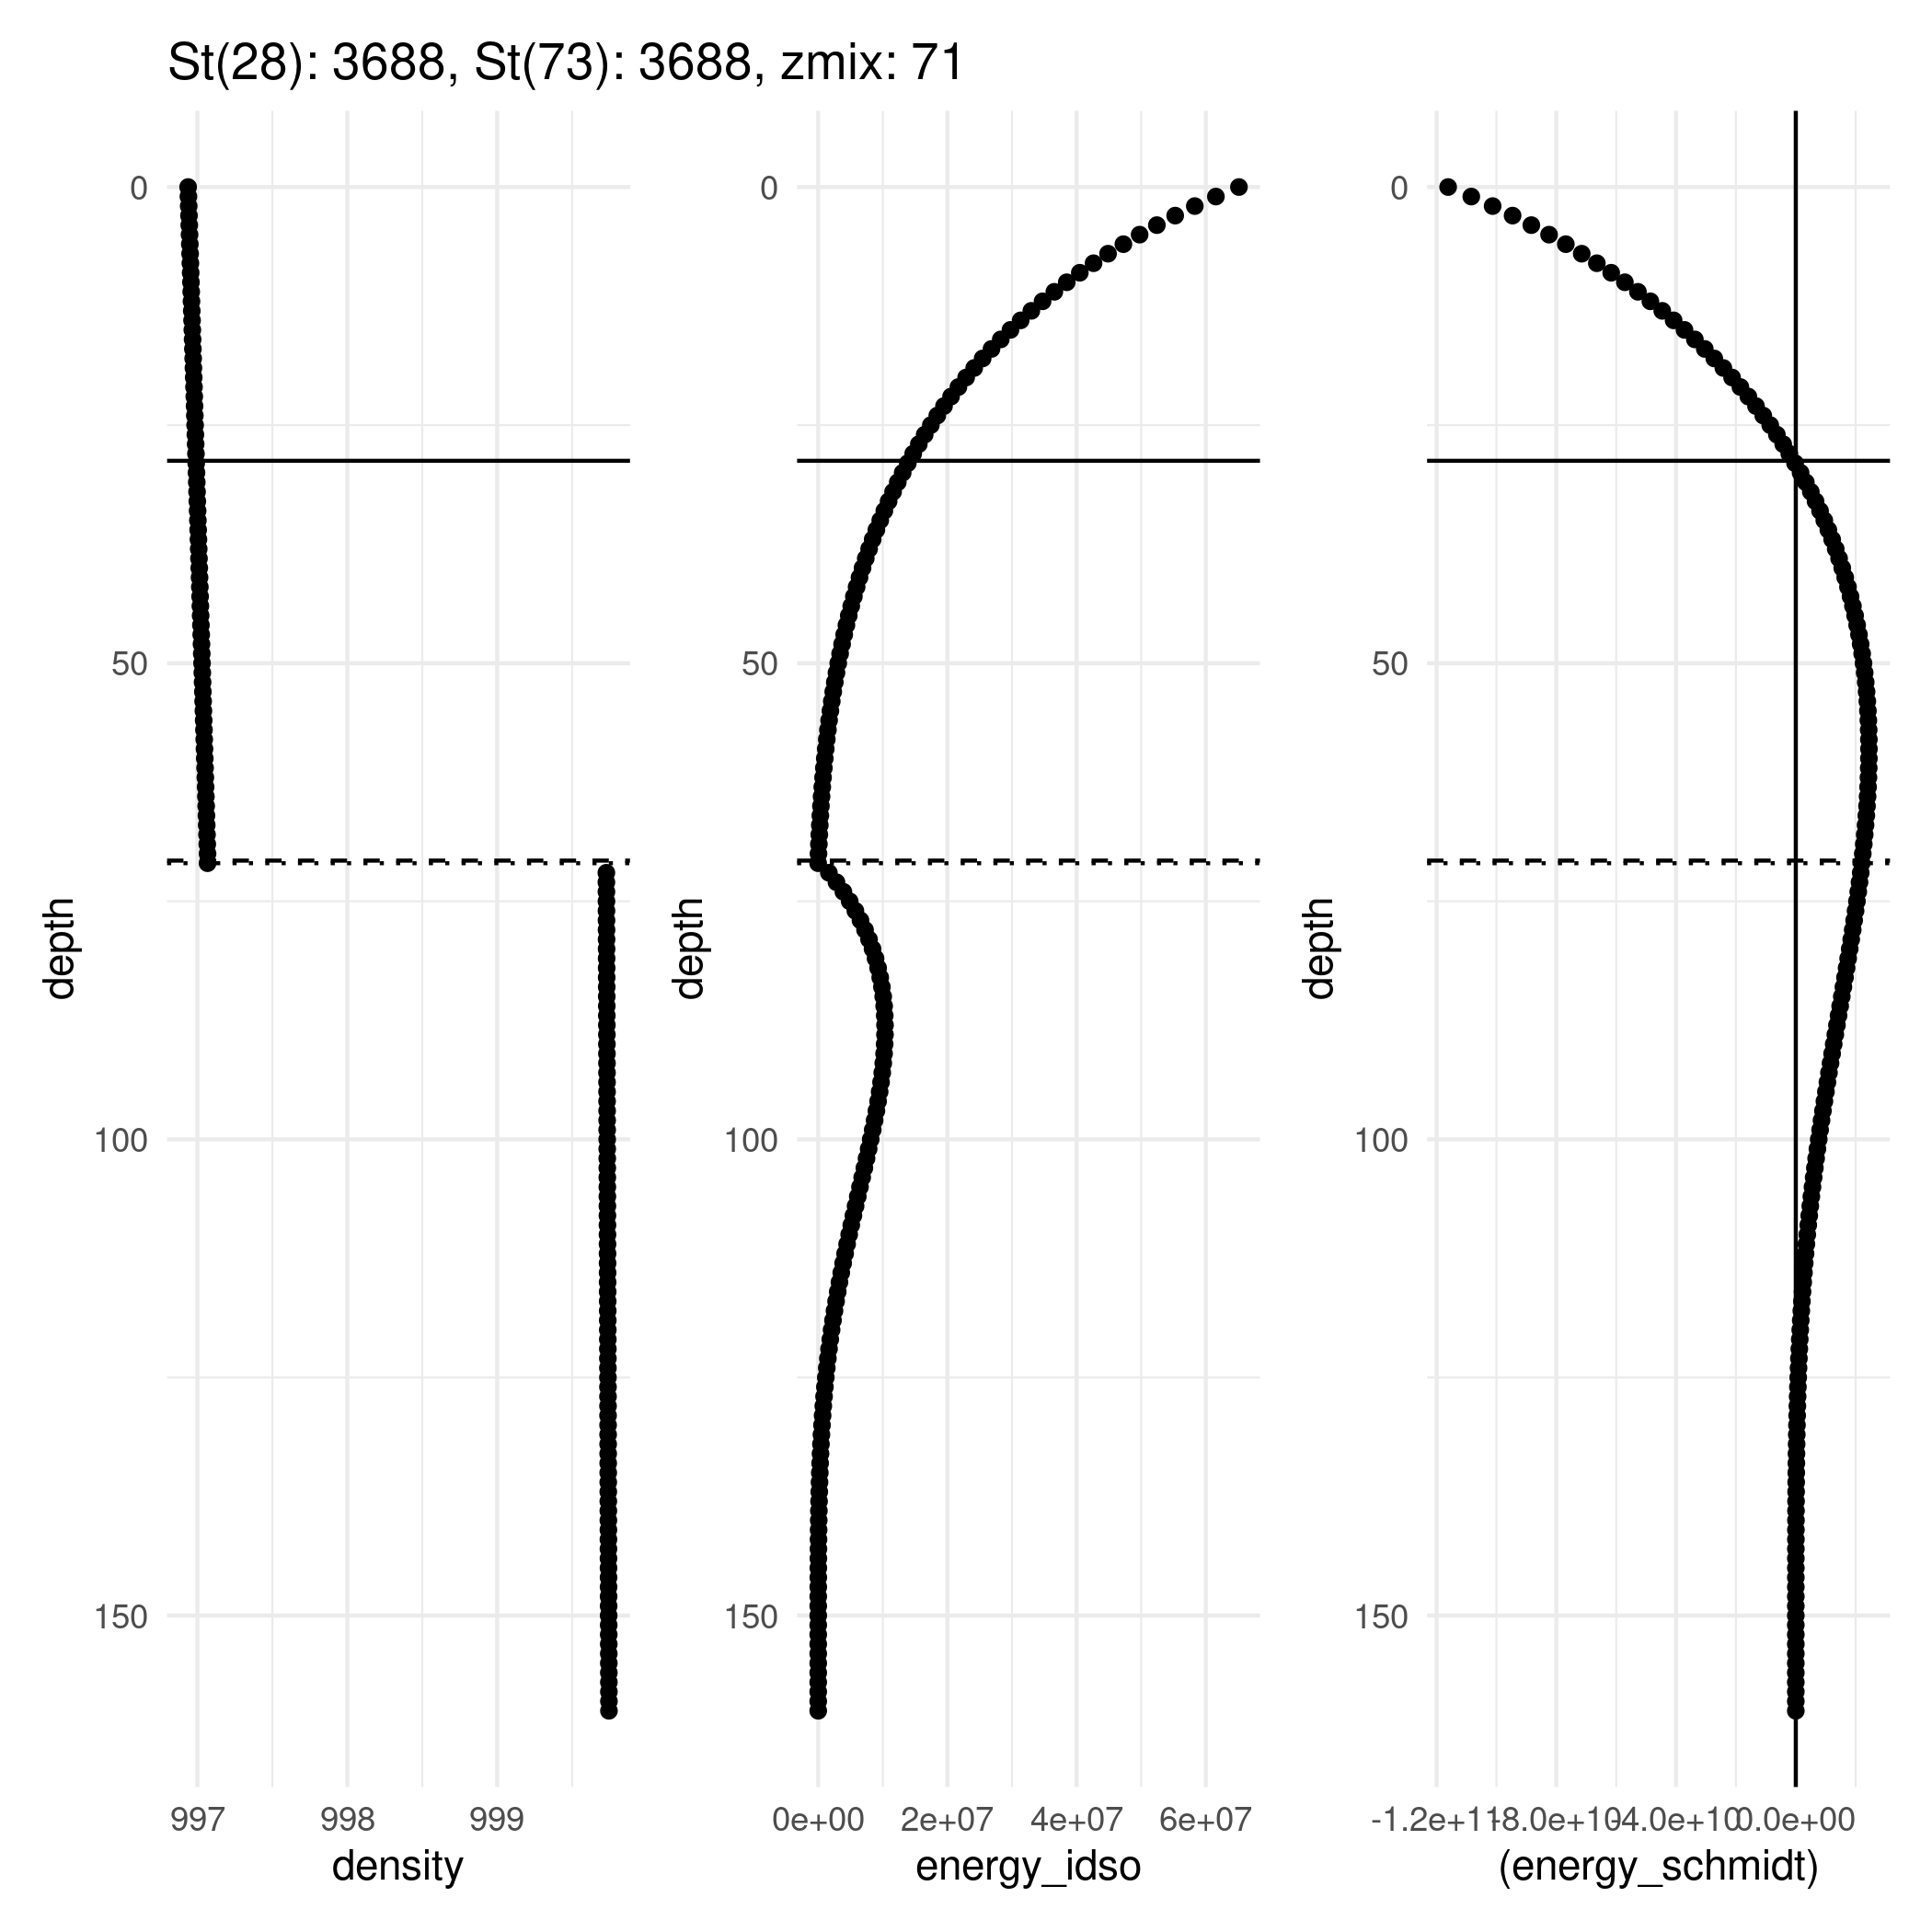 St(28): 3688, St(73): 3688, zmix: 71
0
50
100
150
depth
997 998 999
density
0
50
100
150
depth
0e+00 2e+07 4e+07 6e+07
energy_idso
0
50
100
150
depth
-1.2e+11 -8.0e+10 -4.0e+10 0.0e+00
(energy_schmidt)